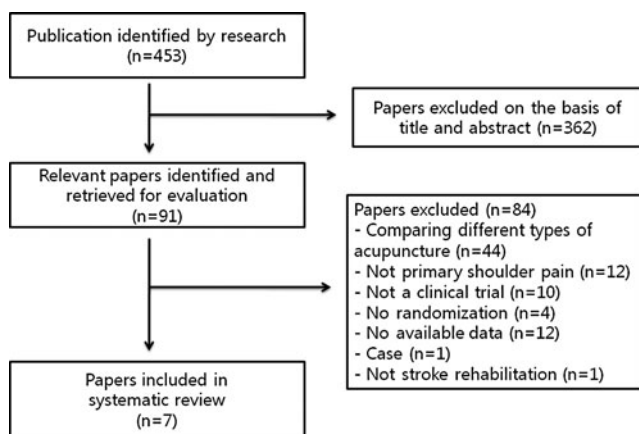 Publication identified by research
(n=453)
Papers excluded on the basis of
title and abstract (n=362)
Relevant papers identified and
retrieved for evaluation
(n=91)
Papers excluded (n=84)
- Comparing different types of
acupuncture (n=44)
- Not primary shoulder pain (n=12)
- Not a clinical trial (n=10)
- No randomization (n=4)
- No available data (n=12)
- Case (n=1)
- Not stroke rehabilitation (n=1)
Papers included in
systematic review
(n=7)